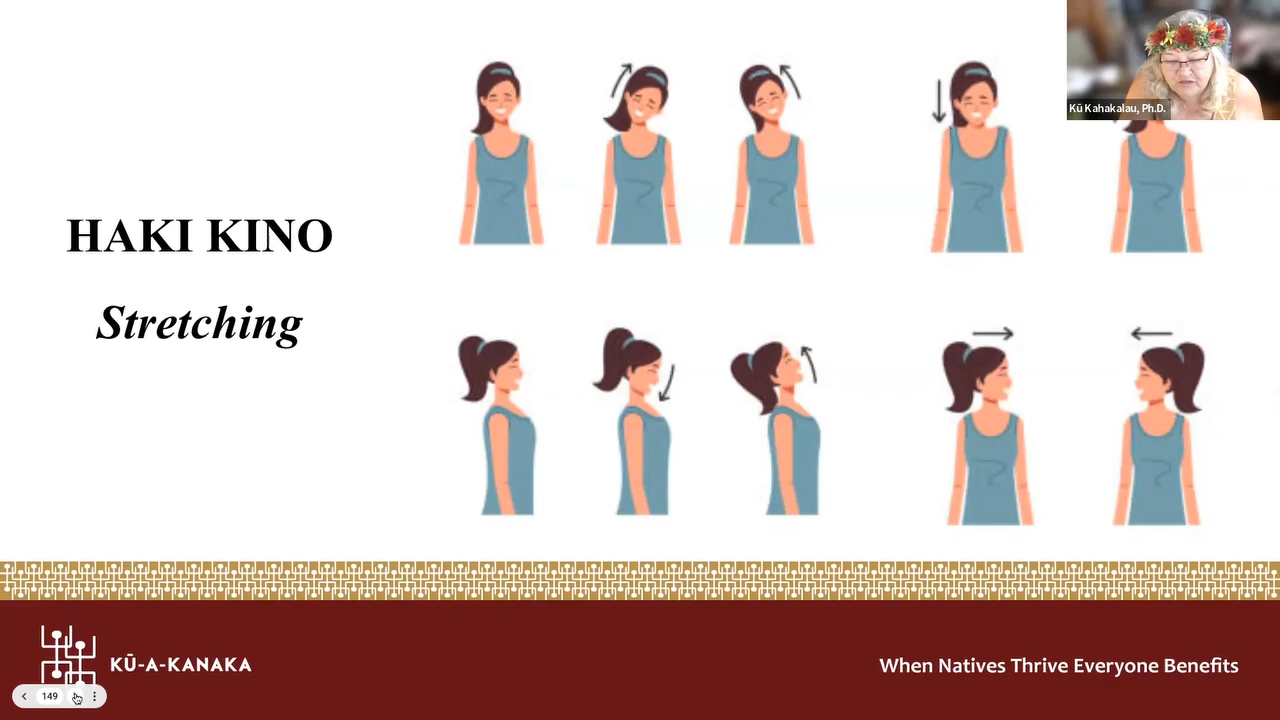 Kū Kahakalau, Ph.D.
HAKI KINO
Stretching
KŪ-A-KANAKA
When Natives Thrive Everyone Benefits
149